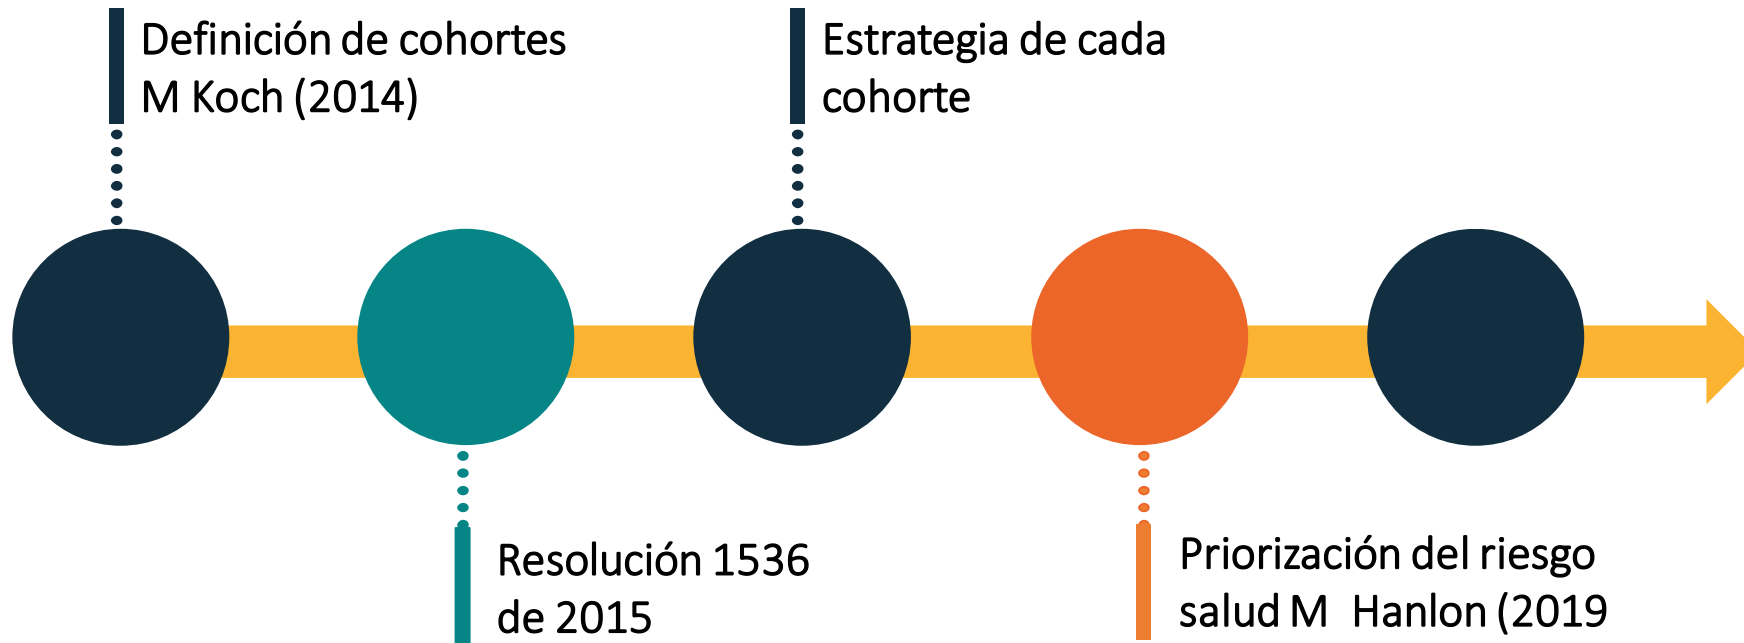 Definición de cohortes
M Koch (2014)
Resolución 1536
de 2015
Estrategia de cada
cohorte
Priorización del riesgo
salud M  Hanlon (2019